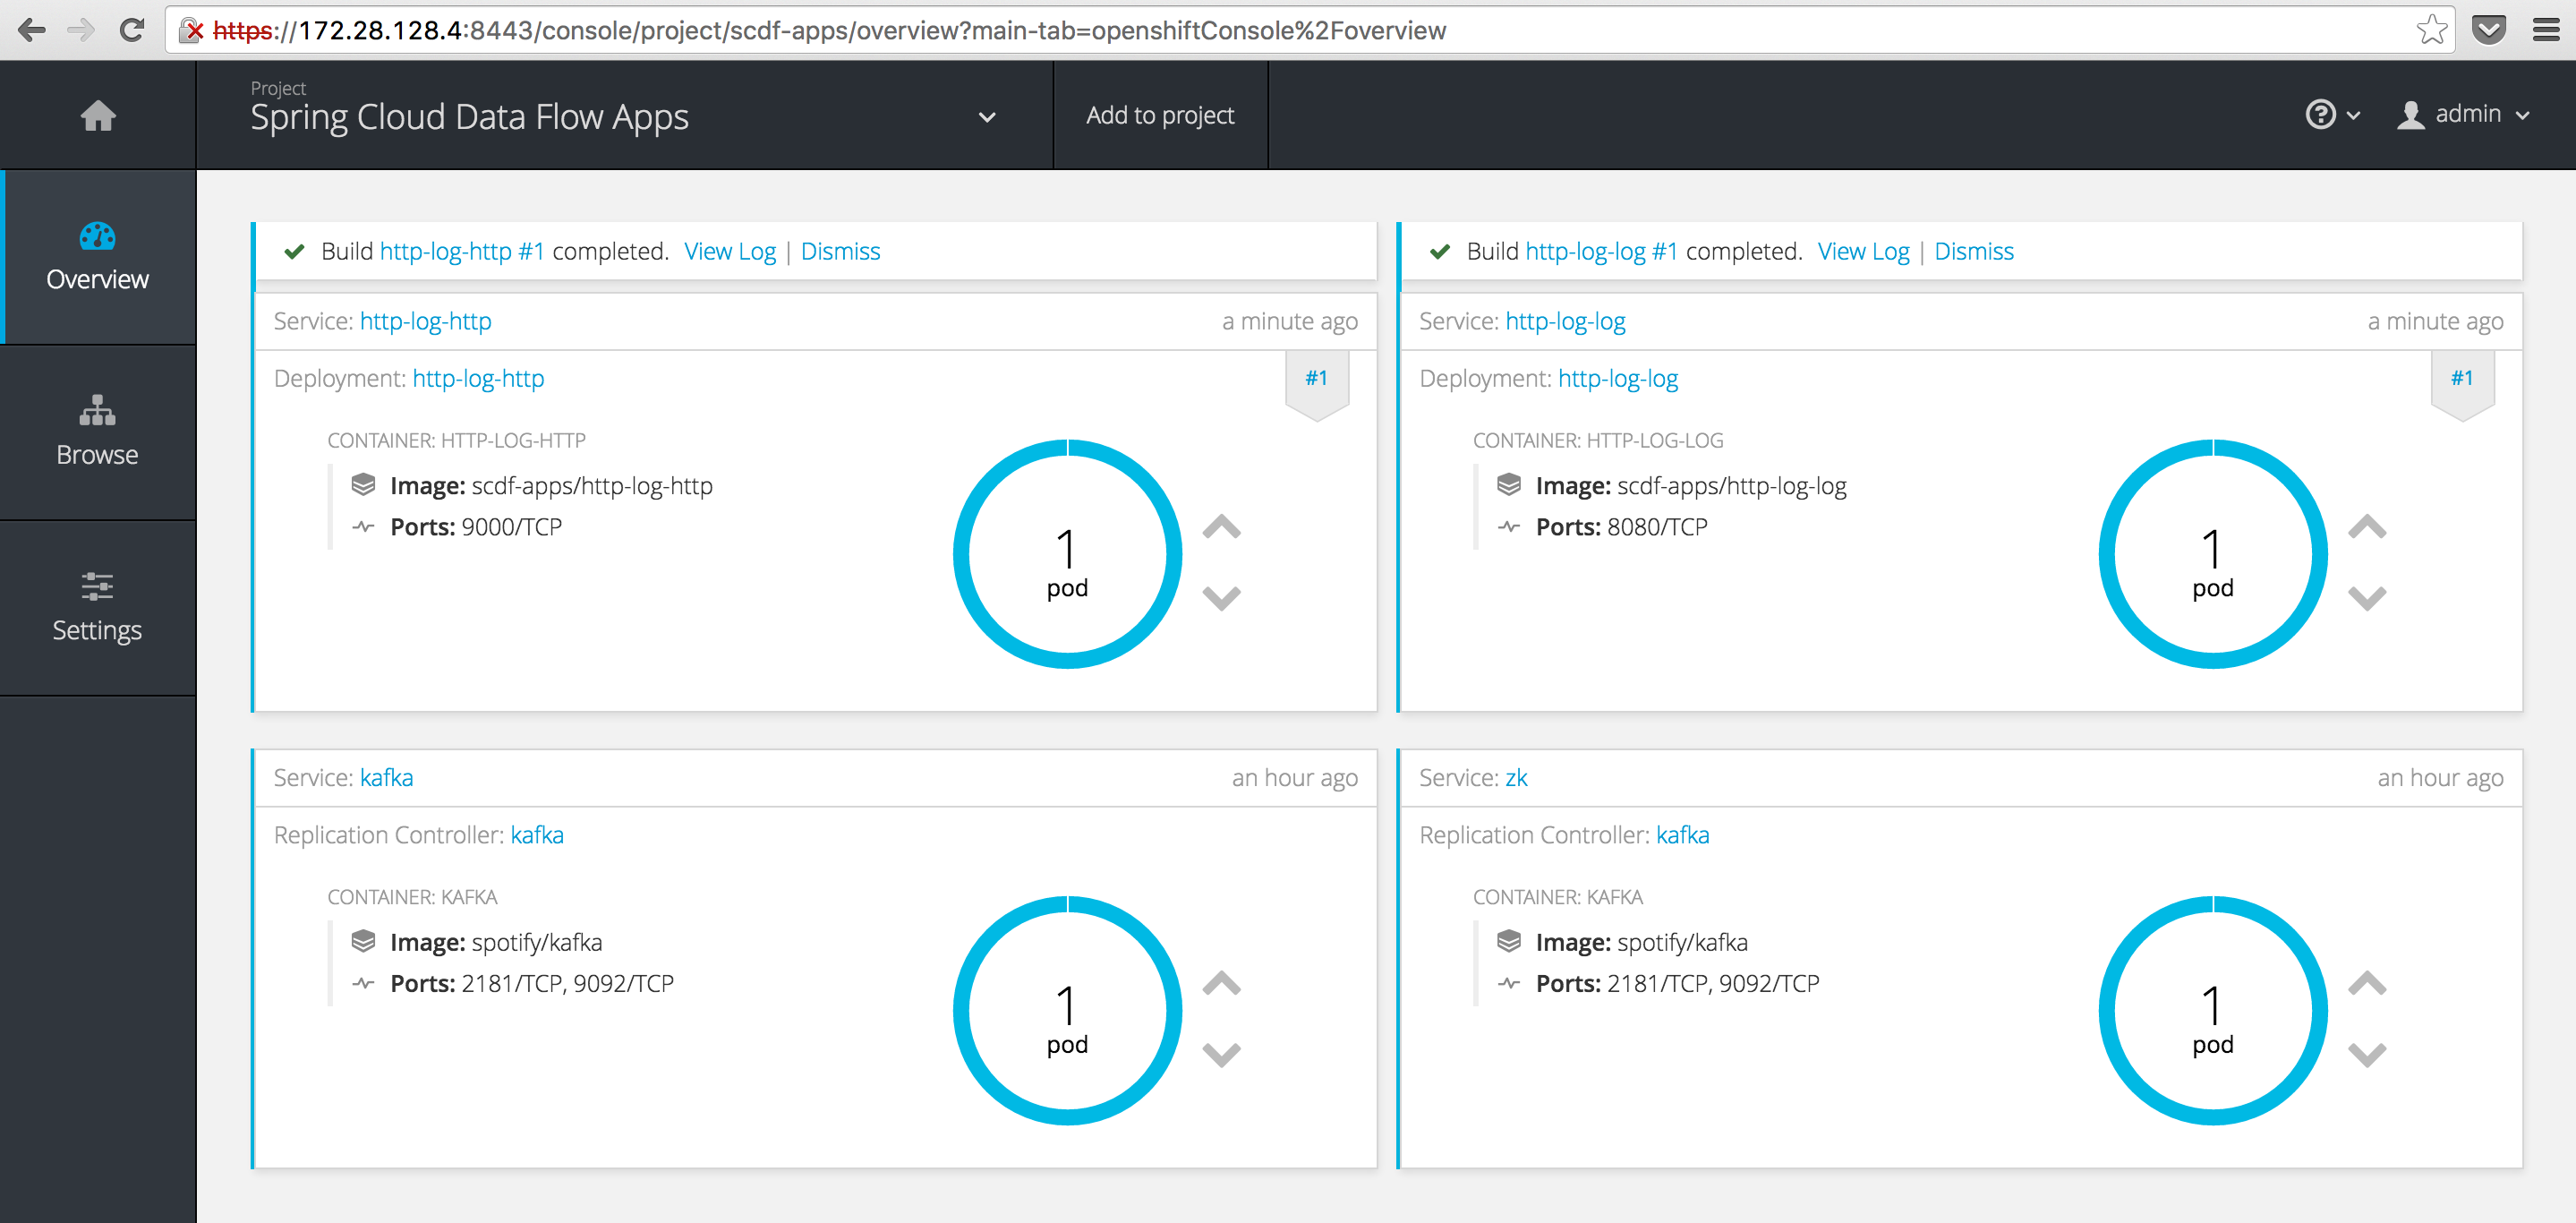 https://172.28.128.4:8443/console/project/scdf-apps/overview?main-tab=openshiftConsole%2Foverview
Project
Spring Cloud Data Flow Apps
Add to project
admin
Overview
Browse
Settings
Build http-log-http #1 completed. View Log | Dismiss
Service: http-log-http a minute ago
Deployment: http-log-http #1
CONTAINER: HTTP-LOG-HTTP
Image: scdf-apps/http-log-http
Ports: 9000/TCP
1
pod
Build http-log-log #1 completed. View Log | Dismiss
Service: http-log-log a minute ago
Deployment: http-log-log #1
CONTAINER: HTTP-LOG-LOG
Image: scdf-apps/http-log-log
Ports: 8080/TCP
1
pod
Service: kafka an hour ago
Replication Controller: kafka
CONTAINER: KAFKA
Image: spotify/kafka
Ports: 2181/TCP, 9092/TCP
1
pod
Service: zk an hour ago
Replication Controller: kafka
CONTAINER: KAFKA
Image: spotify/kafka
Ports: 2181/TCP, 9092/TCP
1
pod